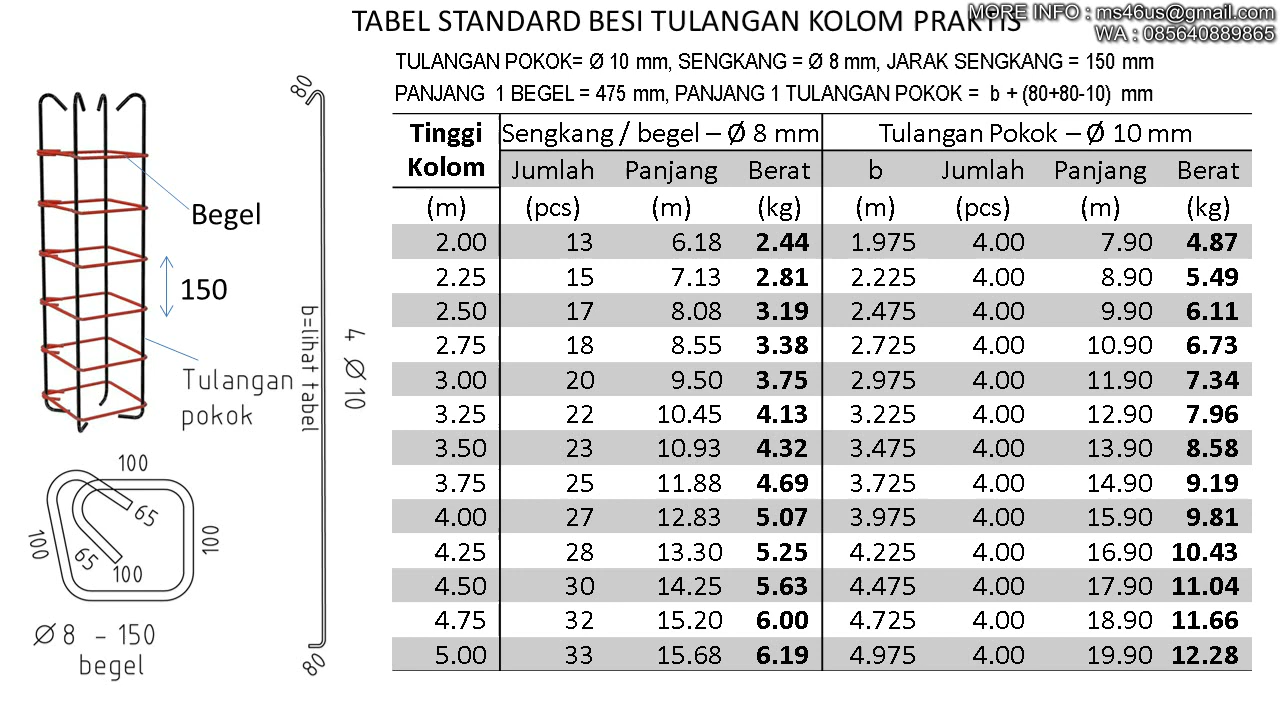 TABEL STANDARD BESI TULANGAN KOLOM PRAKTIS
MORE INFO : ms46us@gmail.com
WA : 085640889865
TULANGAN POKOK= Ø 10 mm, SENGKANG = Ø 8 mm, JARAK SENGKANG = 150 mm
PANJANG 1 BEGEL = 475 mm, PANJANG 1 TULANGAN POKOK = b + (80+80-10) mm
Tinggi Kolom Sengkang / begel – Ø 8 mm Tulangan Pokok – Ø 10 mm
Jumlah Panjang Berat b Jumlah Panjang Berat
(m) (pcs) (m) (kg) (m) (pcs) (m) (kg)
2.00 13 6.18 2.44 1.975 4.00 7.90 4.87
2.25 15 7.13 2.81 2.225 4.00 8.90 5.49
2.50 17 8.08 3.19 2.475 4.00 9.90 6.11
2.75 18 8.55 3.38 2.725 4.00 10.90 6.73
3.00 20 9.50 3.75 2.975 4.00 11.90 7.34
3.25 22 10.45 4.13 3.225 4.00 12.90 7.96
3.50 23 10.93 4.32 3.475 4.00 13.90 8.58
3.75 25 11.88 4.69 3.725 4.00 14.90 9.19
4.00 27 12.83 5.07 3.975 4.00 15.90 9.81
4.25 28 13.30 5.25 4.225 4.00 16.90 10.43
4.50 30 14.25 5.63 4.475 4.00 17.90 11.04
4.75 32 15.20 6.00 4.725 4.00 18.90 11.66
5.00 33 15.68 6.19 4.975 4.00 19.90 12.28
Begel
150
Tulangan
pokok
80
b=lihat tabel
4 Ø 10
80
100
65
100
100
65
100
Ø 8 - 150
begel